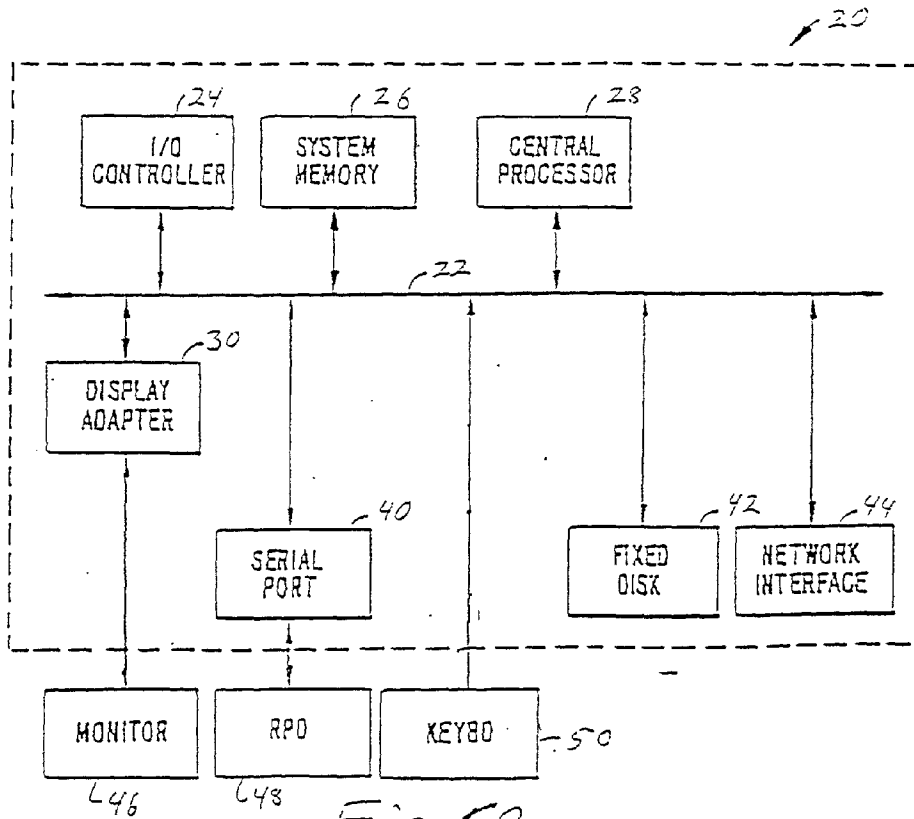 20
24
26
28
I/O
CONTROLLER
SYSTEM
MEMORY
CENTRAL
PROCESSOR
22
30
DISPLAY
ADAPTER
40
42
44
SERIAL
PORT
FIXED
DISK
NETWORK
INTERFACE
MONITOR
RPD
KEYBD
50
46
48